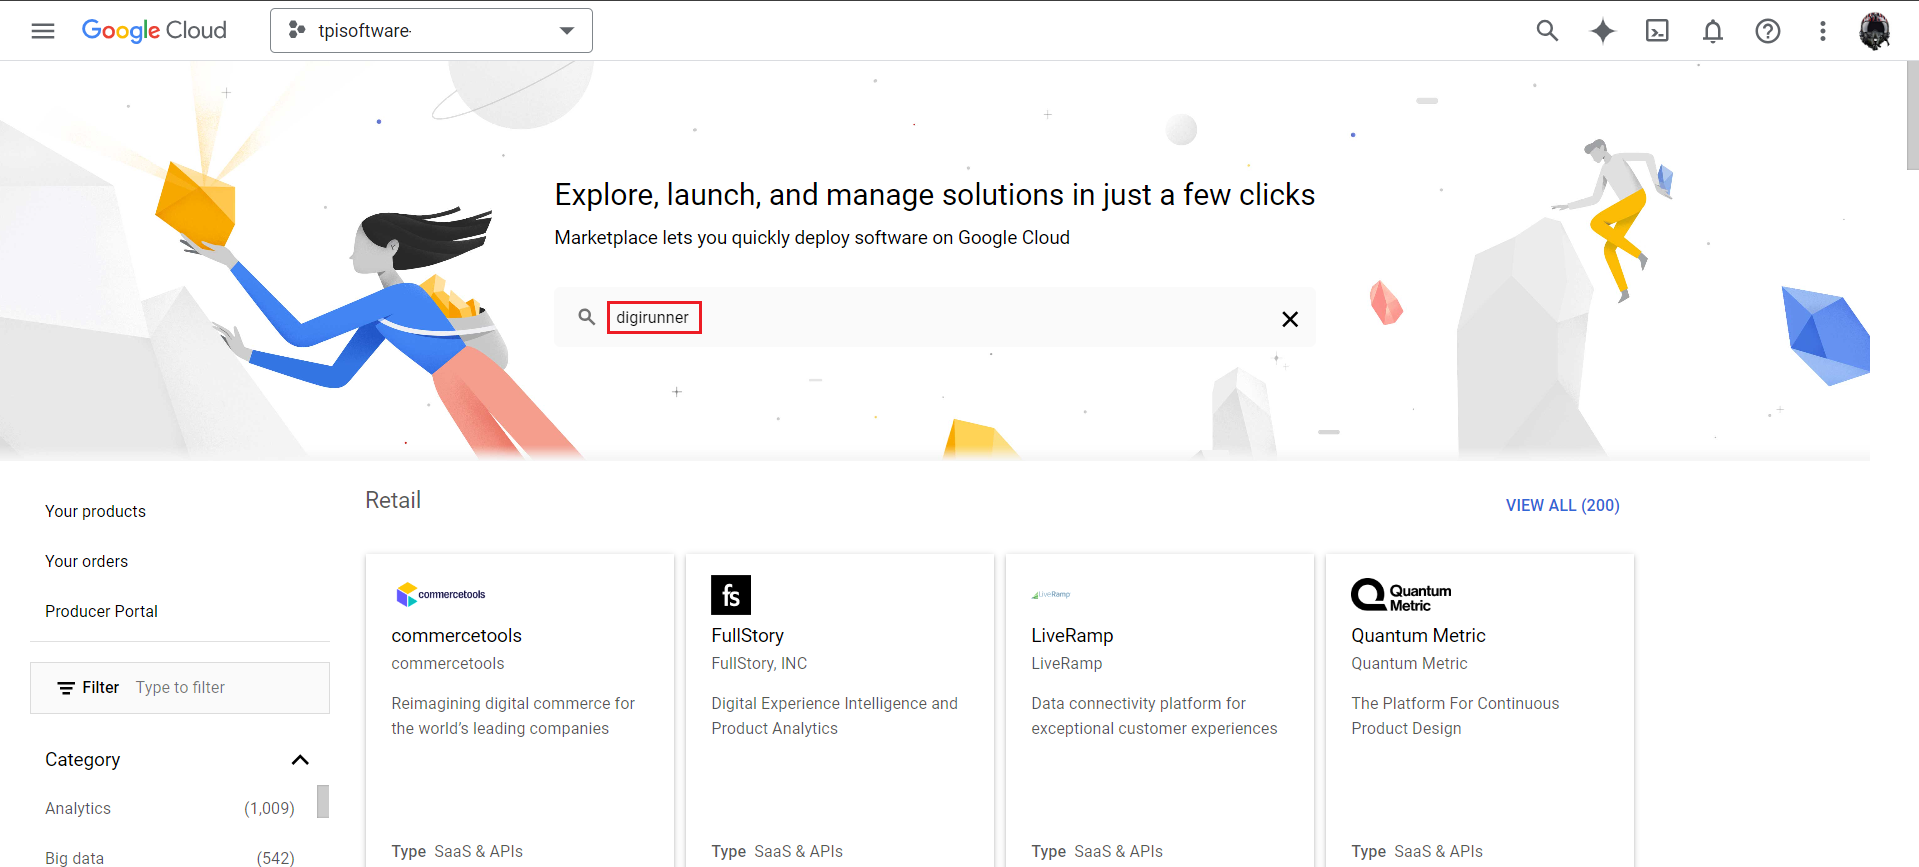 Google Cloud
tpisoftware
Explore, launch, and manage solutions in just a few clicks
Marketplace lets you quickly deploy software on Google Cloud
digirunner
Your products
Your orders
Producer Portal
Filter Type to filter
Category
Analytics (1,009)
Big data (542)
Retail
VIEW ALL (200)
commercetools
commercetools
commercetools
Reimagining digital commerce for
the world’s leading companies
Type SaaS & APIs
fs
FullStory
FullStory, INC
Digital Experience Intelligence and
Product Analytics
Type SaaS & APIs
LiveRamp
LiveRamp
LiveRamp
Data connectivity platform for
exceptional customer experiences
Type SaaS & APIs
Quantum
Metric
Quantum Metric
Quantum Metric
The Platform For Continuous
Product Design
Type SaaS & APIs